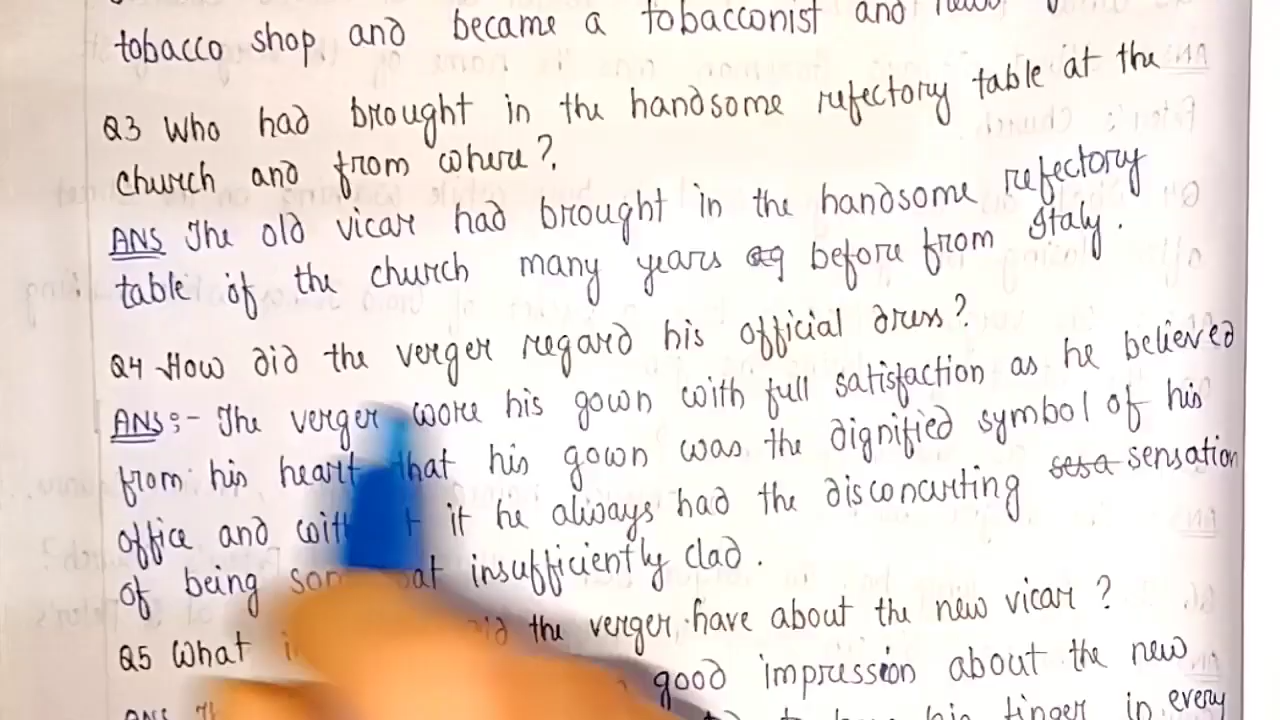 tobacco shop and became a tobacconist and
Q3 Who had brought in the handsome refectory table at the
church and from where?
ANS The old vicar had brought in the handsome refectory
table of the church many years before from Italy.
Q4 How did the verger regard his official dress?
ANS:- The verger wore his gown with full satisfaction as he believed
from his heart that his gown was the dignified symbol of his
office and it he always had the disconcerting sensation
of being insufficiently clad.
Q5 What the verger have about the new vicar?
good impression about the new
finger in every